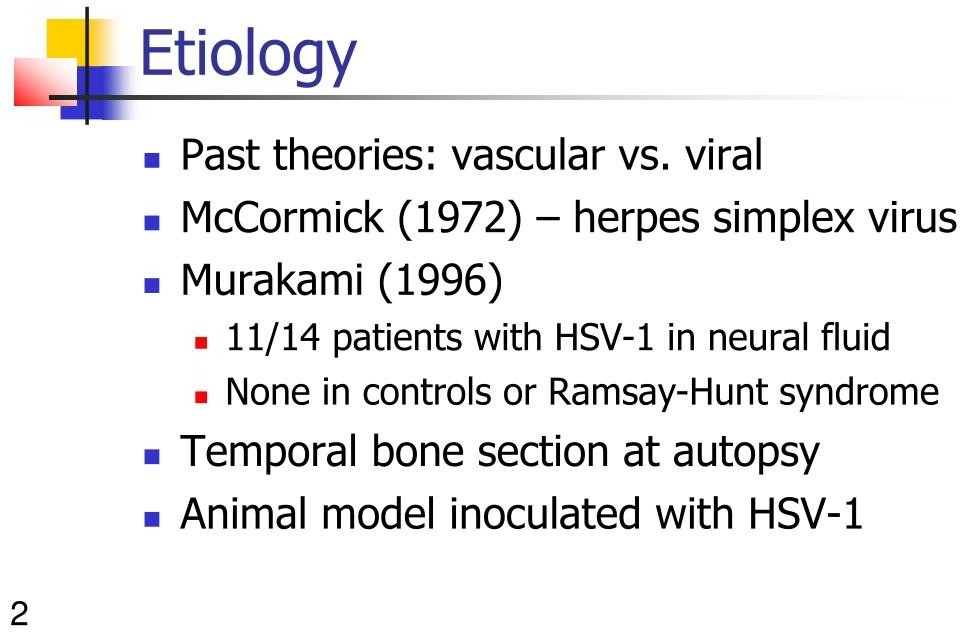 Etiology
Past theories: vascular vs. viral
McCormick (1972) – herpes simplex virus
Murakami (1996)
11/14 patients with HSV-1 in neural fluid
None in controls or Ramsay-Hunt syndrome
Temporal bone section at autopsy
Animal model inoculated with HSV-1
2